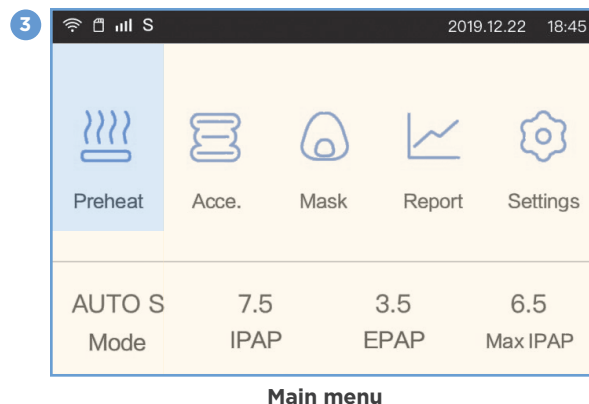 3
S 2019.12.22 18:45
Preheat Acce. Mask Report Settings
AUTO S 7.5 3.5 6.5
Mode IPAP EPAP Max IPAP
Main menu